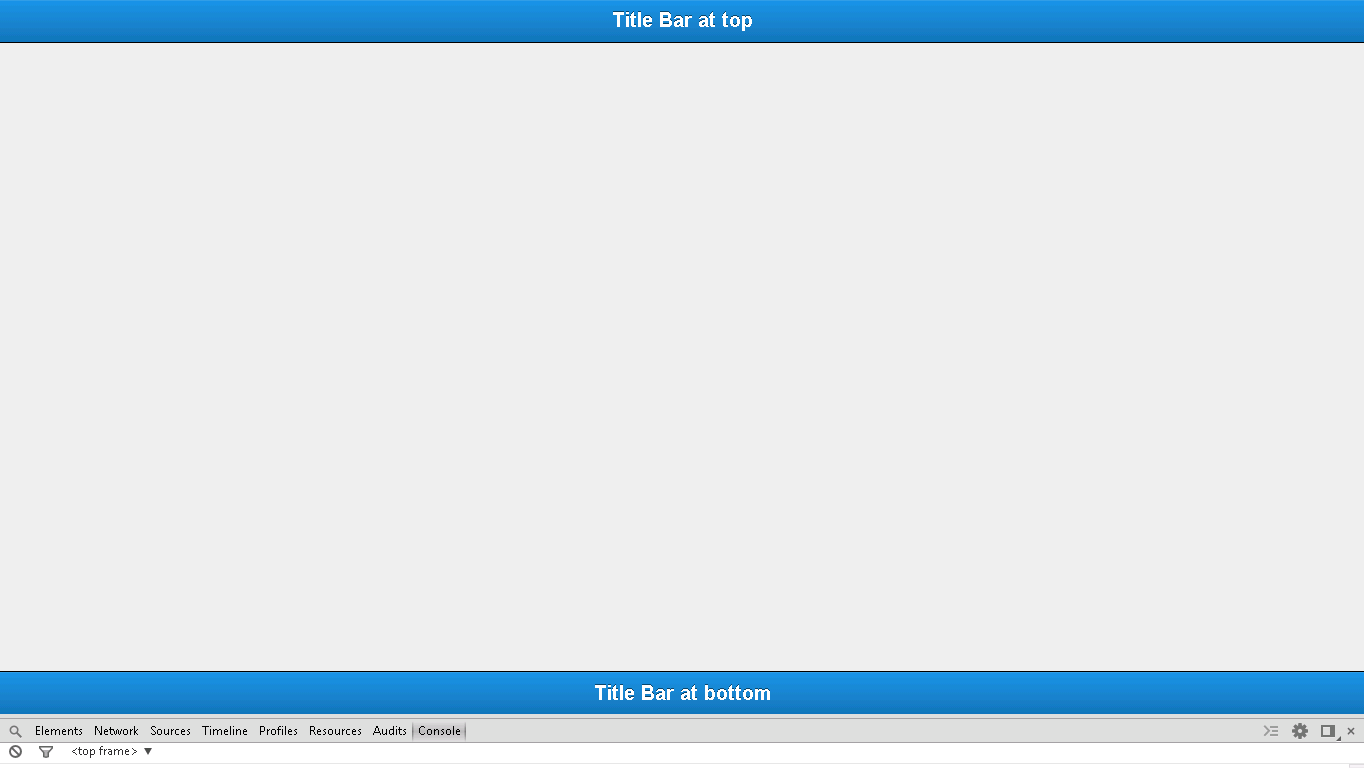 Title Bar at top
Title Bar at bottom
Elements Network Sources Timeline Profiles Resources Audits Console
<top frame>